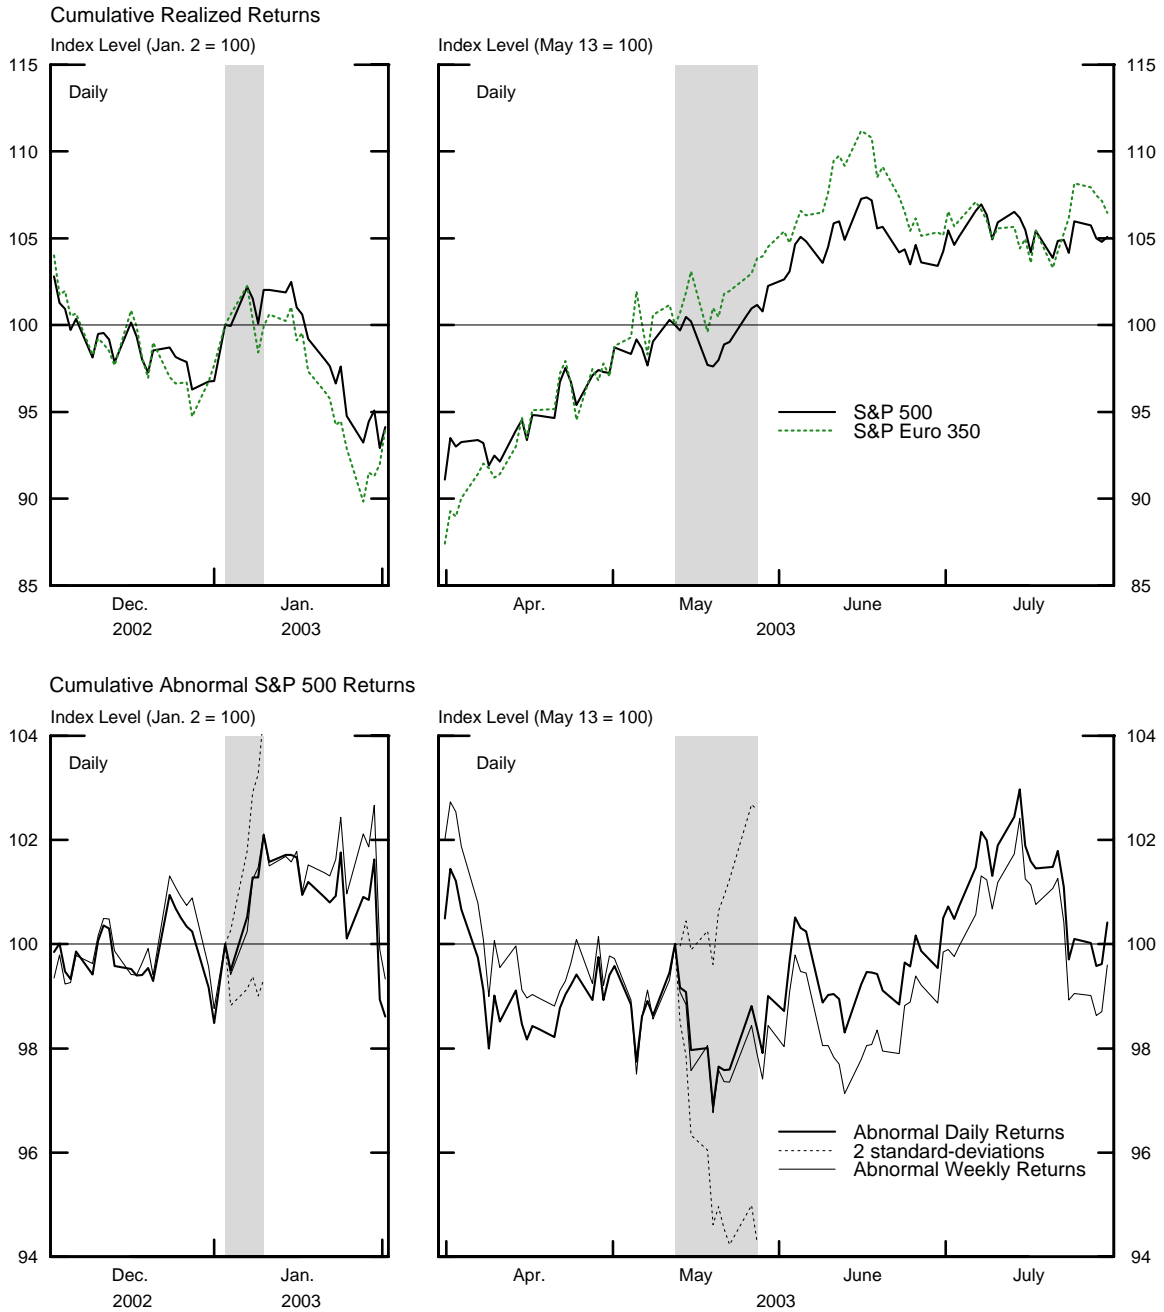 Cumulative Realized Returns
Index Level (Jan. 2 = 100)
Index Level (May 13 = 100)
115
115
Daily
Daily
110
110
105
105
100
100
95
95
S&P 500
S&P Euro 350
90
90
85
85
Dec.
Jan.
Apr.
May
June
July
2002
2003
2003
Cumulative Abnormal S&P 500 Returns
Index Level (Jan. 2 = 100)
Index Level (May 13 = 100)
104
104
Daily
Daily
102
102
100
100
98
98
Abnormal Daily Returns
2 standard-deviations
96
96
Abnormal Weekly Returns
94
94
Dec.
Jan.
Apr.
May
June
July
2002
2003
2003